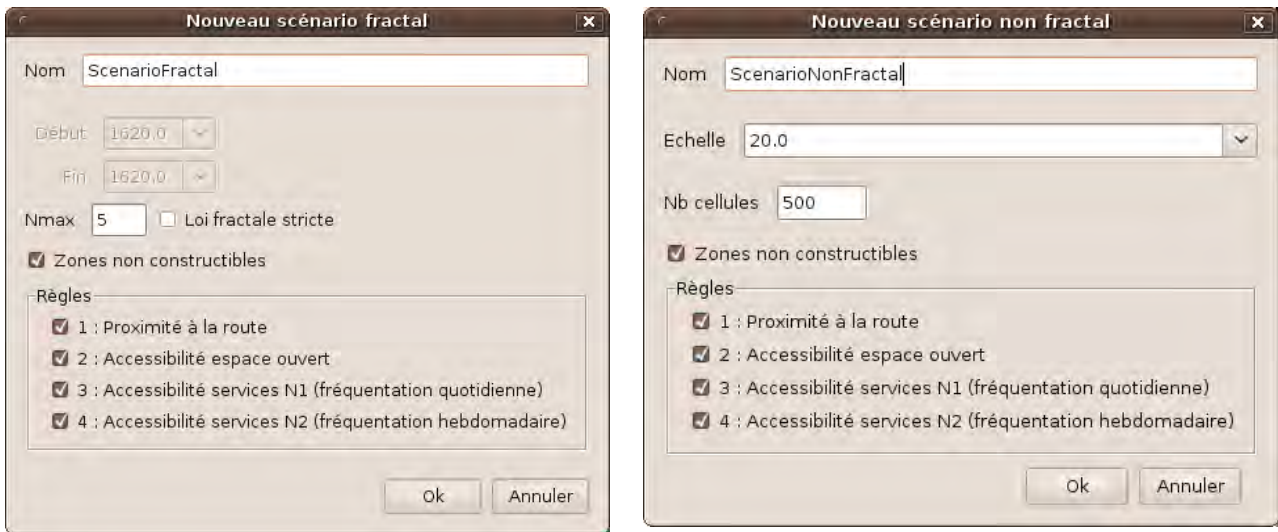 Nouveau scénario fractal
Nom ScenarioFractal
Début 1620.0
Fin 1620.0
Nmax 5 Loi fractale stricte
Zones non constructibles
Règles
1 : Proximité à la route
2 : Accessibilité espace ouvert
3 : Accessibilité services N1 (fréquentation quotidienne)
4 : Accessibilité services N2 (fréquentation hebdomadaire)
Ok Annuler
Nouveau scénario non fractal
Nom ScenarioNonFractal
Echelle 20.0
Nb cellules 500
Zones non constructibles
Règles
1 : Proximité à la route
2 : Accessibilité espace ouvert
3 : Accessibilité services N1 (fréquentation quotidienne)
4 : Accessibilité services N2 (fréquentation hebdomadaire)
Ok Annuler